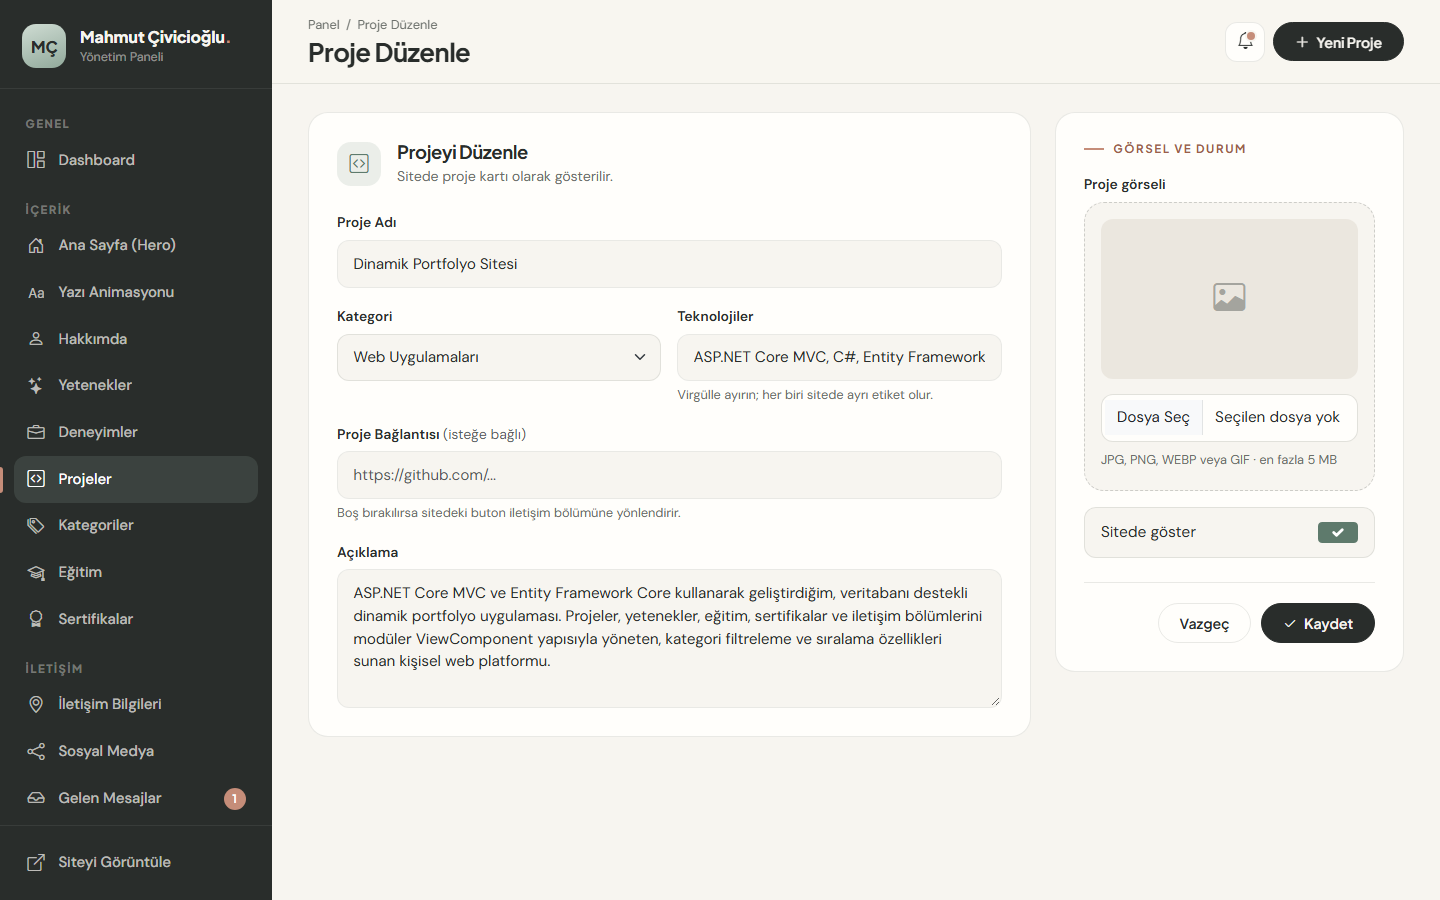 MÇ
Mahmut Çivicioğlu.
Yönetim Paneli
GENEL
Dashboard
İÇERİK
Ana Sayfa (Hero)
Aa Yazı Animasyonu
Hakkımda
Yetenekler
Deneyimler
Projeler
Kategoriler
Eğitim
Sertifikalar
İLETİŞİM
İletişim Bilgileri
Sosyal Medya
Gelen Mesajlar 1
Siteyi Görüntüle
Panel / Proje Düzenle
Proje Düzenle
Yeni Proje
Projeyi Düzenle
Sitede proje kartı olarak gösterilir.
Proje Adı
Dinamik Portfolyo Sitesi
Kategori
Web Uygulamaları
Teknolojiler
ASP.NET Core MVC, C#, Entity Framework
Virgülle ayırın; her biri sitede ayrı etiket olur.
Proje Bağlantısı (isteğe bağlı)
https://github.com/...
Boş bırakılırsa sitedeki buton iletişim bölümüne yönlendirir.
Açıklama
ASP.NET Core MVC ve Entity Framework Core kullanarak geliştirdiğim, veritabanı destekli
dinamik portfolyo uygulaması. Projeler, yetenekler, eğitim, sertifikalar ve iletişim bölümlerini
modüler ViewComponent yapısıyla yöneten, kategori filtreleme ve sıralama özellikleri
sunan kişisel web platformu.
GÖRSEL VE DURUM
Proje görseli
Dosya Seç Seçilen dosya yok
JPG, PNG, WEBP veya GIF · en fazla 5 MB
Sitede göster
Vazgeç
Kaydet